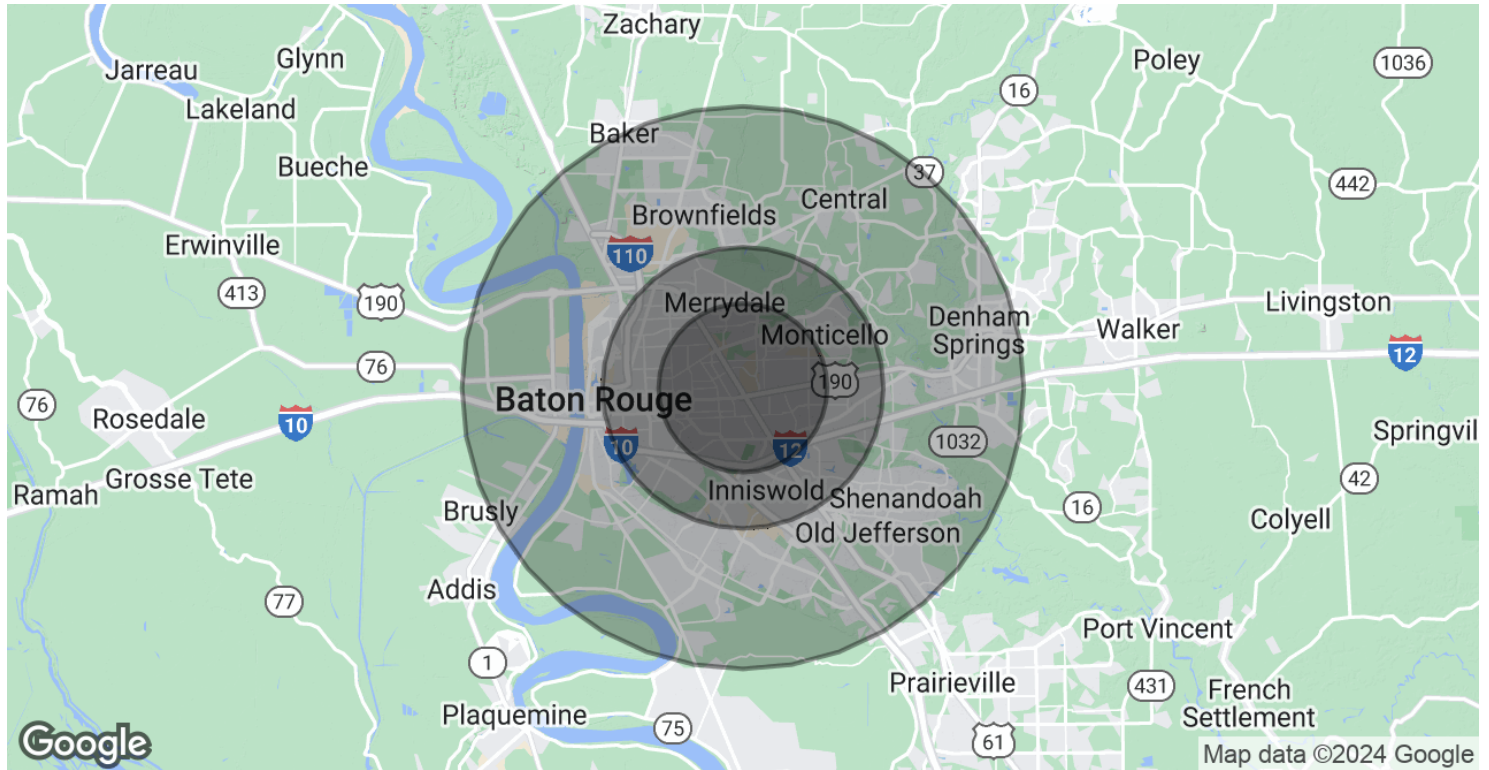 Zachary
Glynn
Poley
1036
Jarreau
16
Lakeland
Baker
Bueche
37
442
Central
Brownfields
Erwinville
110
413
190
Merrydale
Livingston
Denham
Springs
Monticello
Walker
12
76
190
Baton Rouge
76
Rosedale
10
Springvil
10
12
1032
42
Grosse Tete
Ramah
Inniswold
Shenandoah
Brusly
16
Colyell
Old Jefferson
Addis
77
Port Vincent
1
Prairieville
431
French
Settlement
Plaquemine
75
61
Google
Map data ©2024 Google